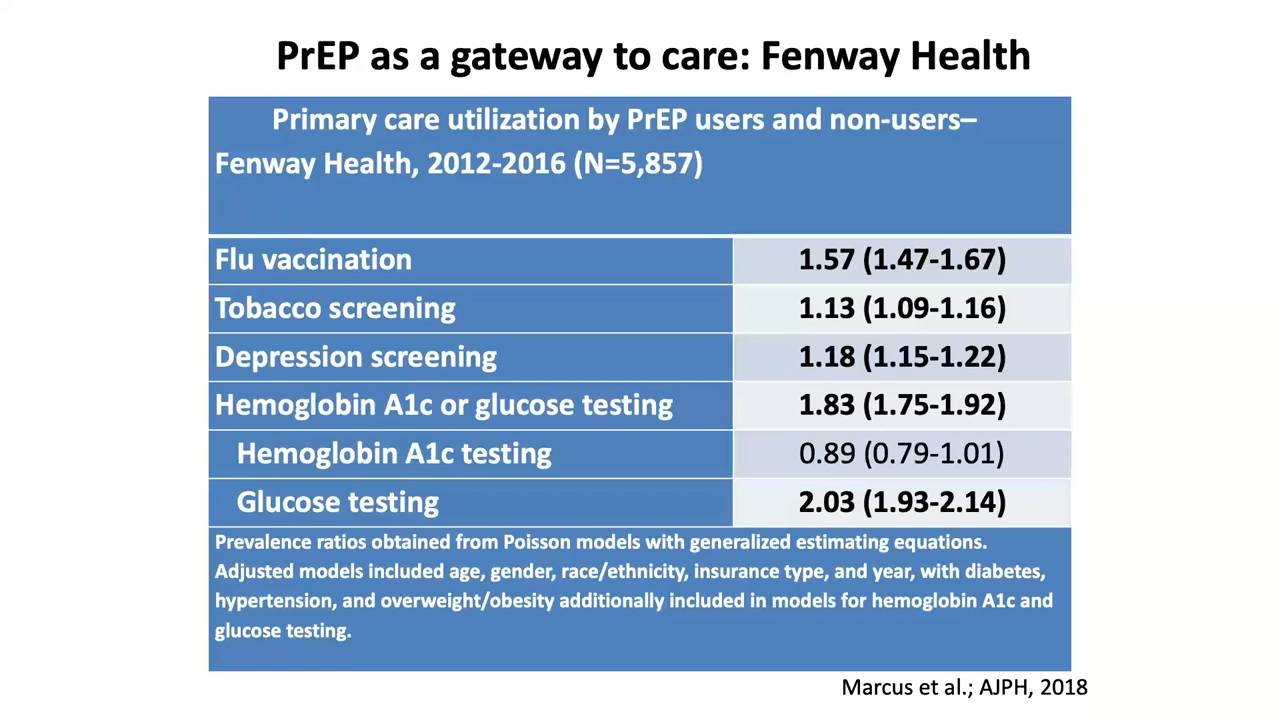 PrEP as a gateway to care: Fenway Health
Primary care utilization by PrEP users and non-users–
Fenway Health, 2012-2016 (N=5,857)
Flu vaccination 1.57 (1.47-1.67)
Tobacco screening 1.13 (1.09-1.16)
Depression screening 1.18 (1.15-1.22)
Hemoglobin A1c or glucose testing 1.83 (1.75-1.92)
Hemoglobin A1c testing 0.89 (0.79-1.01)
Glucose testing 2.03 (1.93-2.14)
Prevalence ratios obtained from Poisson models with generalized estimating equations.
Adjusted models included age, gender, race/ethnicity, insurance type, and year, with diabetes,
hypertension, and overweight/obesity additionally included in models for hemoglobin A1c and
glucose testing.
Marcus et al.; AJPH, 2018